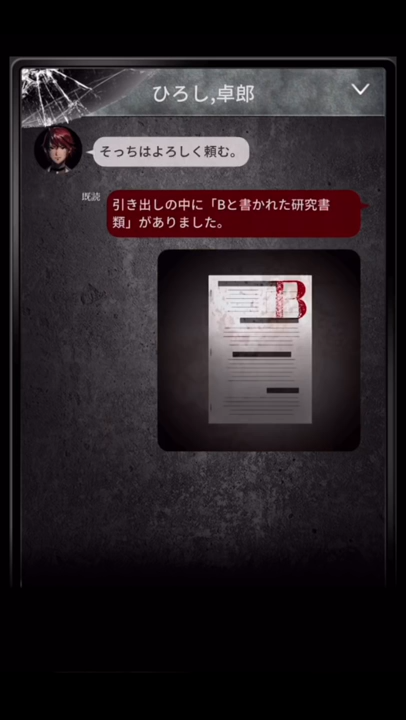 ひろし,卓郎
そっちはよろしく頼む。
既読
引き出しの中に「Bと書かれた研究書
類」がありました。
B